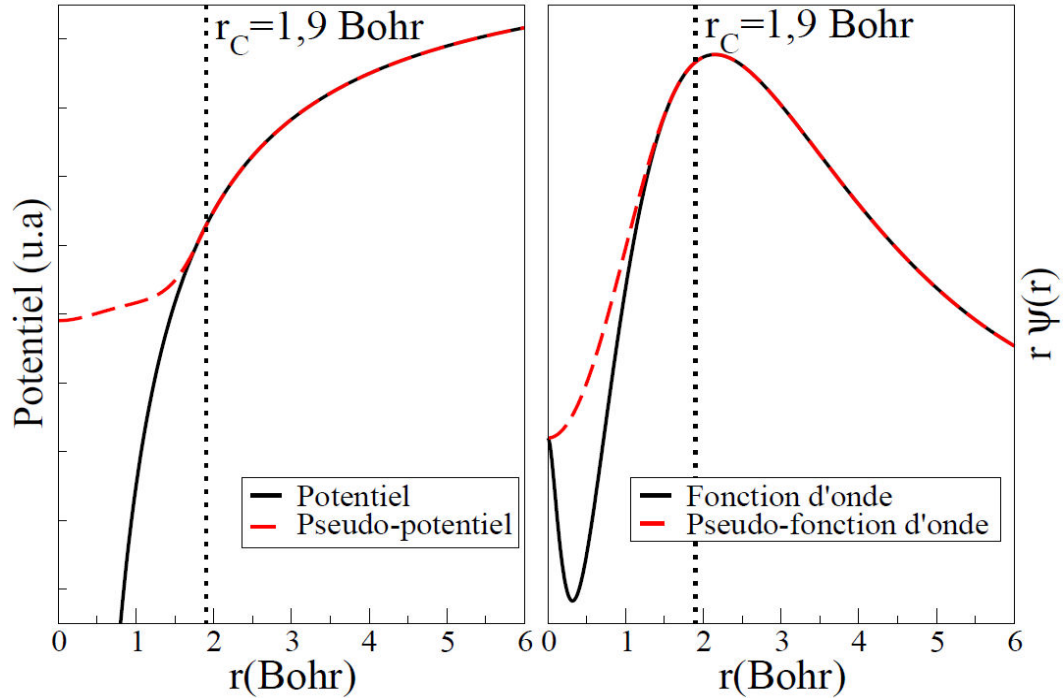 r_C=1,9 Bohr
Potentiel (u.a)
Potentiel
Pseudo-potentiel
0 1 2 3 4 5 6
r(Bohr)
r_C=1,9 Bohr
r Ψ(r)
Fonction d'onde
Pseudo-fonction d'onde
0 1 2 3 4 5 6
r(Bohr)